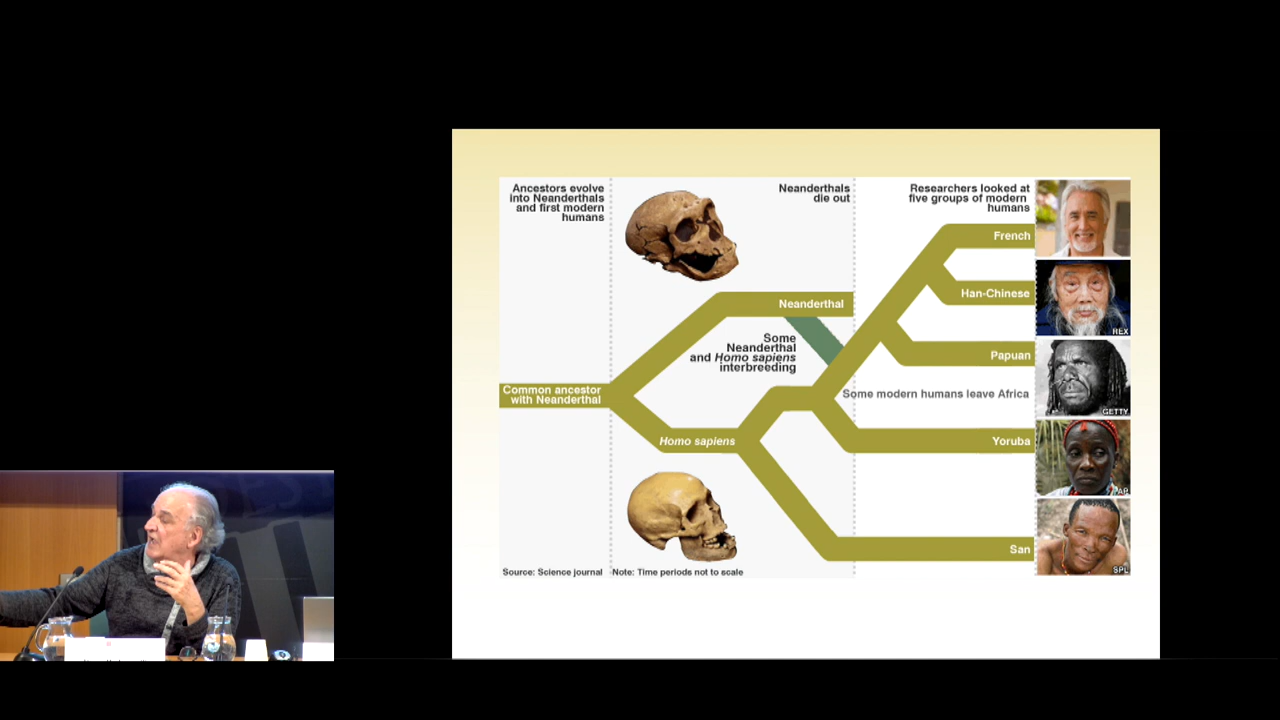 Ancestors evolve
into Neanderthals
and first modern
humans
Neanderthals
die out
Researchers looked at
five groups of modern
humans
French
Han-Chinese
REX
Neanderthal
Some
Neanderthal
and Homo sapiens
interbreeding
Papuan
Common ancestor
with Neanderthal
Some modern humans leave Africa
GETTY
Homo sapiens
Yoruba
AP
San
SPL
Source: Science journal
Note: Time periods not to scale